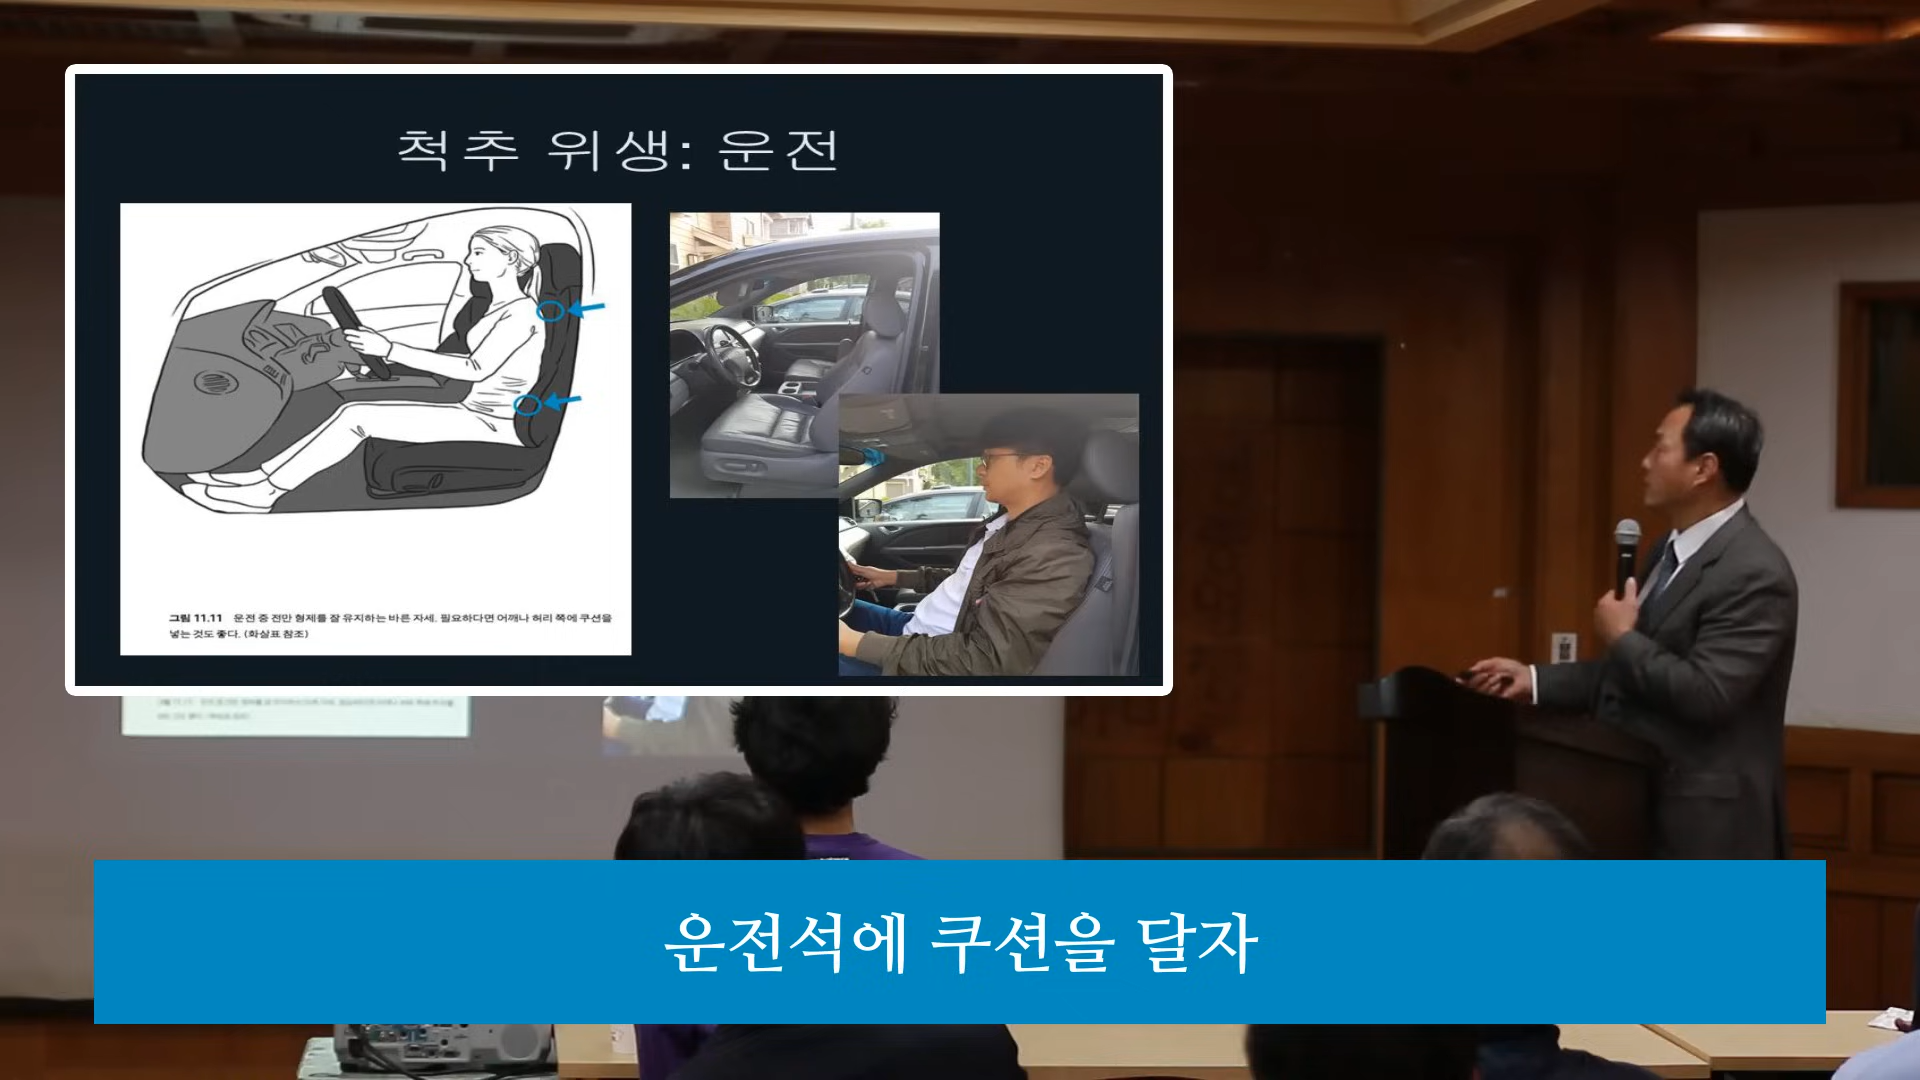 척추 위생: 운전
그림 11.11 운전 중 전만 형제를 잘 유지하는 바른 자세. 필요하다면 어깨나 허리 쪽에 쿠션을
넣는 것도 좋다. (화살표 참조)
운전석에 쿠션을 달자